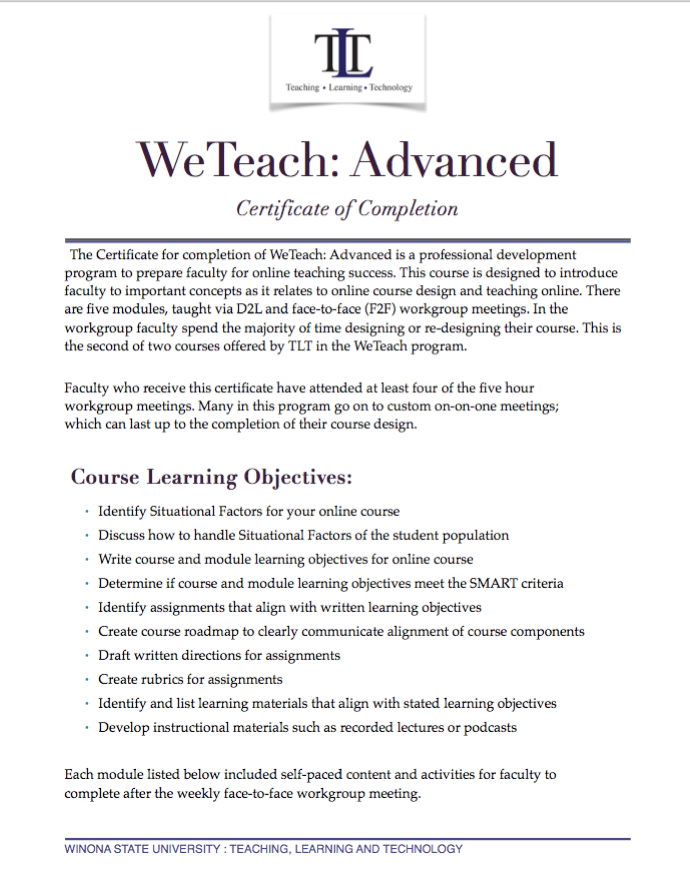 TLT
Teaching • Learning • Technology
WeTeach: Advanced
Certificate of Completion
The Certificate for completion of WeTeach: Advanced is a professional development
program to prepare faculty for online teaching success. This course is designed to introduce
faculty to important concepts as it relates to online course design and teaching online. There
are five modules, taught via D2L and face-to-face (F2F) workgroup meetings. In the
workgroup faculty spend the majority of time designing or re-designing their course. This is
the second of two courses offered by TLT in the WeTeach program.
Faculty who receive this certificate have attended at least four of the five hour
workgroup meetings. Many in this program go on to custom on-on-one meetings;
which can last up to the completion of their course design.
Course Learning Objectives:
• Identify Situational Factors for your online course
• Discuss how to handle Situational Factors of the student population
• Write course and module learning objectives for online course
• Determine if course and module learning objectives meet the SMART criteria
• Identify assignments that align with written learning objectives
• Create course roadmap to clearly communicate alignment of course components
• Draft written directions for assignments
• Create rubrics for assignments
• Identify and list learning materials that align with stated learning objectives
• Develop instructional materials such as recorded lectures or podcasts
Each module listed below included self-paced content and activities for faculty to
complete after the weekly face-to-face workgroup meeting.
WINONA STATE UNIVERSITY : TEACHING, LEARNING AND TECHNOLOGY